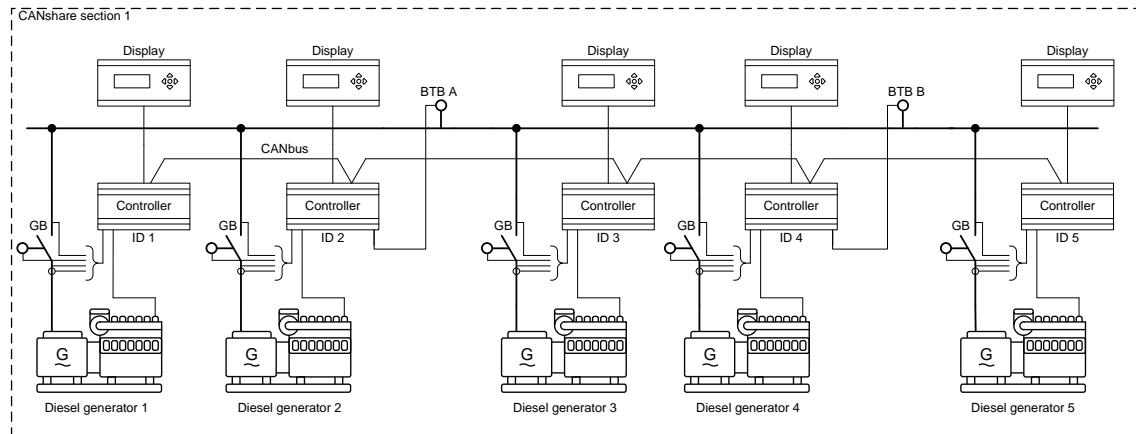 CANshare section 1
Display
Display
Display
Display
Display
BTB A
BTB B
CANbus
Controller
Controller
Controller
Controller
Controller
GB
GB
GB
GB
GB
ID 1
ID 2
ID 3
ID 4
ID 5
G
G
G
G
G
Diesel generator 1
Diesel generator 2
Diesel generator 3
Diesel generator 4
Diesel generator 5